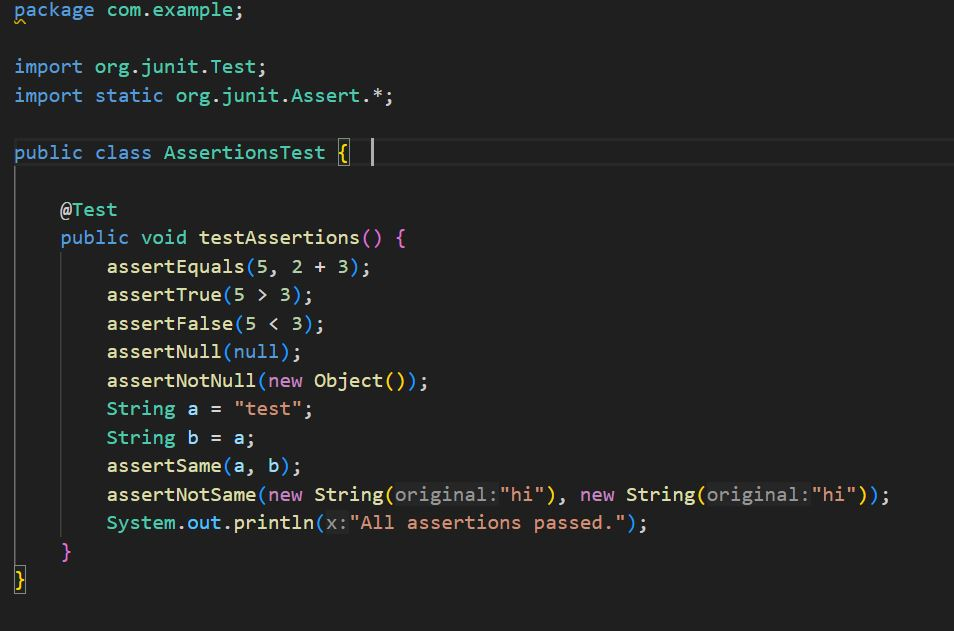 package com.example;
import org.junit.Test;
import static org.junit.Assert.*;
public class AssertionsTest {
@Test
public void testAssertions() {
assertEquals(5, 2 + 3);
assertTrue(5 > 3);
assertFalse(5 < 3);
assertNull(null);
assertNotNull(new Object());
String a = "test";
String b = a;
assertSame(a, b);
assertNotSame(new String(original:"hi"), new String(original:"hi"));
System.out.println(x:"All assertions passed.");
}
}